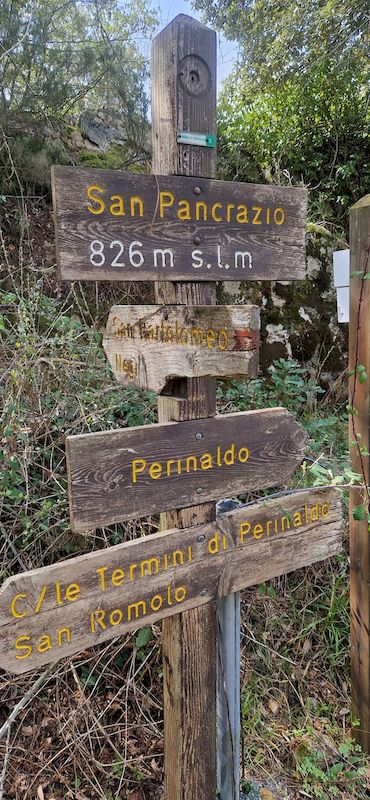 San Pancrazio
826 m s.l.m
San Bartolomeo
Perinaldo
C/le Termini di Perinaldo
San Romolo